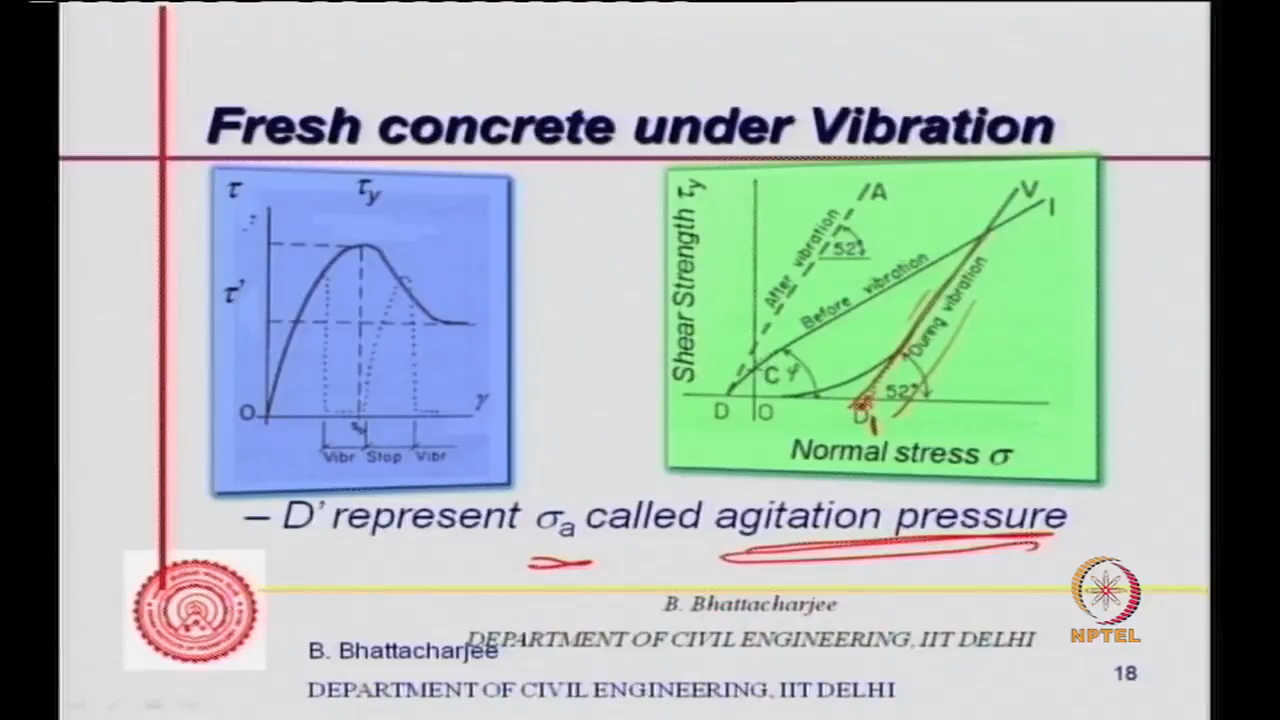 Fresh concrete under Vibration
τ
τy
τ'
O
γ
Vibr Stop Vibr
Shear Strength τy
A
V
I
After vibration
52°
Before vibration
During vibration
C φ
52°
D O D'
Normal stress σ
– D' represent σa called agitation pressure
B. Bhattacharjee
DEPARTMENT OF CIVIL ENGINEERING, IIT DELHI
B. Bhattacharjee
DEPARTMENT OF CIVIL ENGINEERING, IIT DELHI
NPTEL
18